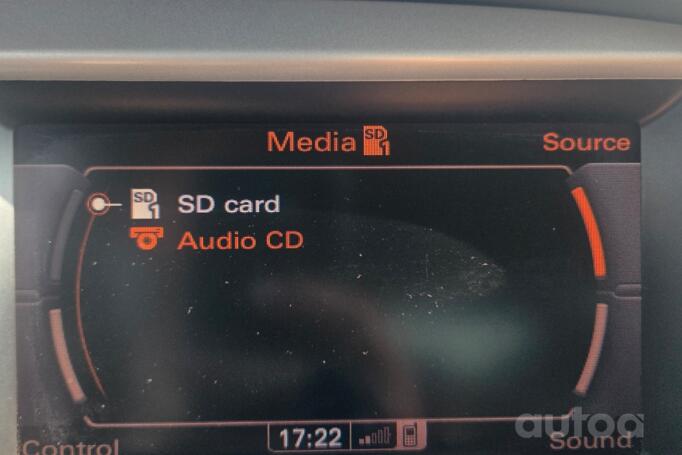 Media SD 1 Source
SD 1 SD card
Audio CD
17:22
Control Sound
autoa